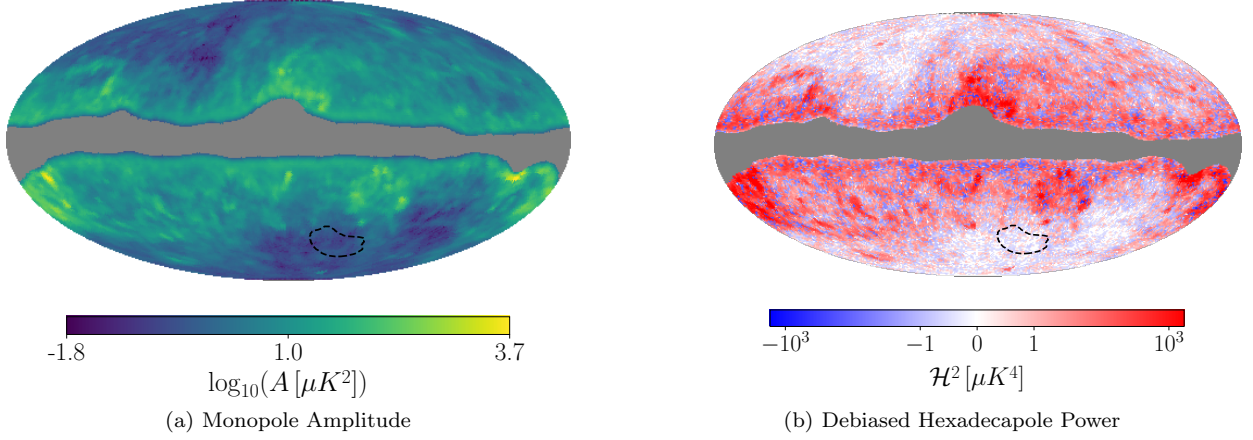 -1.8 1.0 3.7
log₁₀(A [μK²])
(a) Monopole Amplitude
−10³ −1 0 1 10³
ℋ² [μK⁴]
(b) Debiased Hexadecapole Power